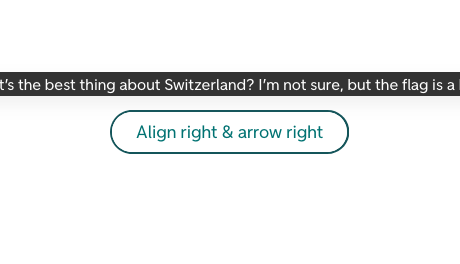 t's the best thing about Switzerland? I'm not sure, but the flag is a
Align right & arrow right